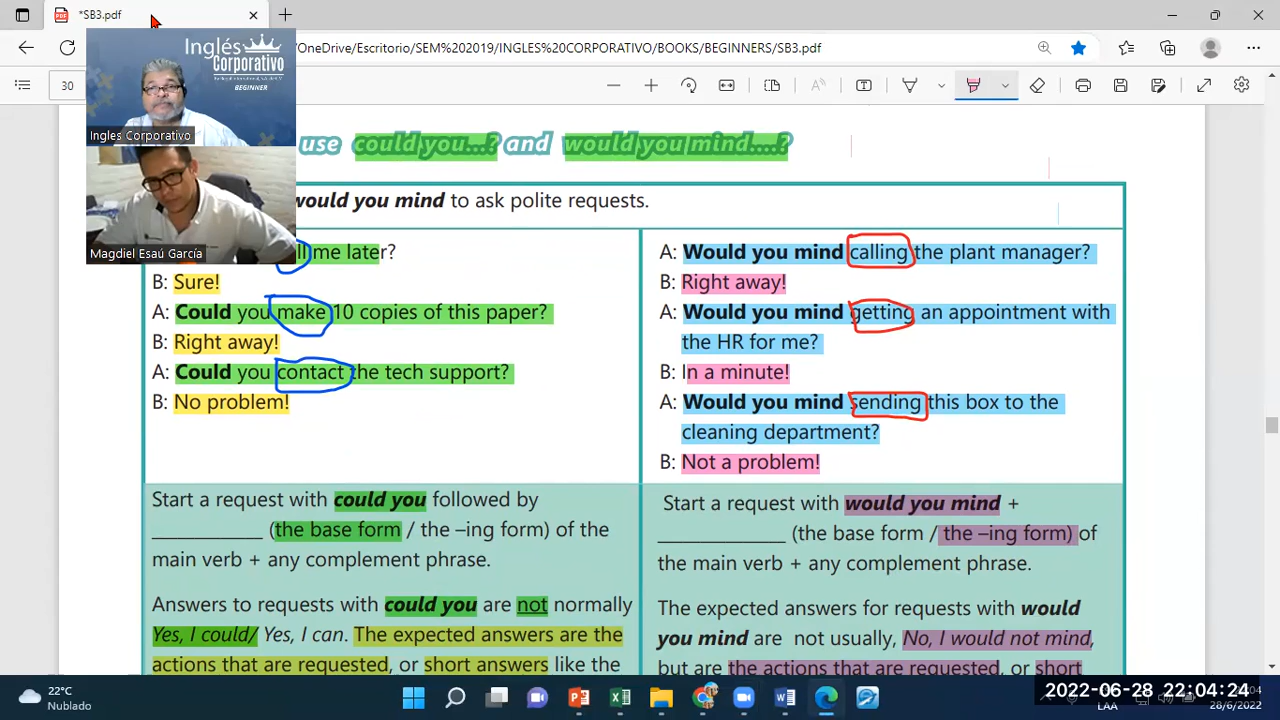 *SB3.pdf
/OneDrive/Escritorio/SEM%202019/INGLES%20CORPORATIVO/BOOKS/BEGINNERS/SB3.pdf
30
Inglés
Corporativo
BEGINNER
Ingles Corporativo
Magdiel Esaú García
use could you...? and would you mind....?
would you mind to ask polite requests.
me later?
B: Sure!
A: Could you make 10 copies of this paper?
B: Right away!
A: Could you contact the tech support?
B: No problem!
A: Would you mind calling the plant manager?
B: Right away!
A: Would you mind getting an appointment with
the HR for me?
B: In a minute!
A: Would you mind sending this box to the
cleaning department?
B: Not a problem!
Start a request with could you followed by
___________ (the base form / the –ing form) of the
main verb + any complement phrase.
Answers to requests with could you are not normally
Yes, I could/ Yes, I can. The expected answers are the
actions that are requested, or short answers like the
Start a request with would you mind +
_____________ (the base form / the –ing form) of
the main verb + any complement phrase.
The expected answers for requests with would
you mind are not usually, No, I would not mind,
but are the actions that are requested, or short
22°C
Nublado
LAA
2022-06-28 22:04:24
28/6/2022